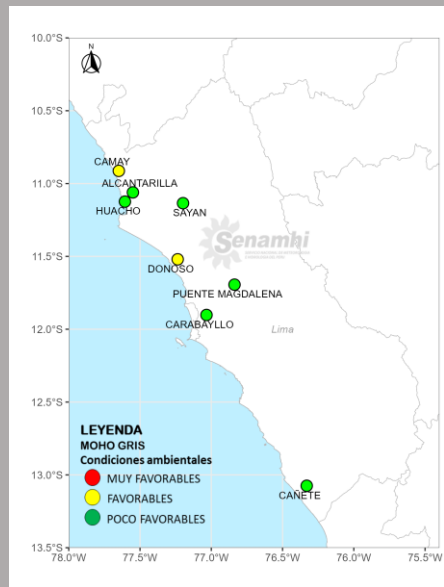 10.0°S
N
10.5°S
CAMAY
11.0°S
ALCANTARILLA
HUACHO
SAYAN
Senamhi
11.5°S
DONOSO
PUENTE MAGDALENA
12.0°S
CARABAYLLO
Lima
12.5°S
LEYENDA
MOHO GRIS
Condiciones ambientales
13.0°S
MUY FAVORABLES
FAVORABLES
CAÑETE
POCO FAVORABLES
13.5°S
78.0°W
77.5°W
77.0°W
76.5°W
76.0°W
75.5°W